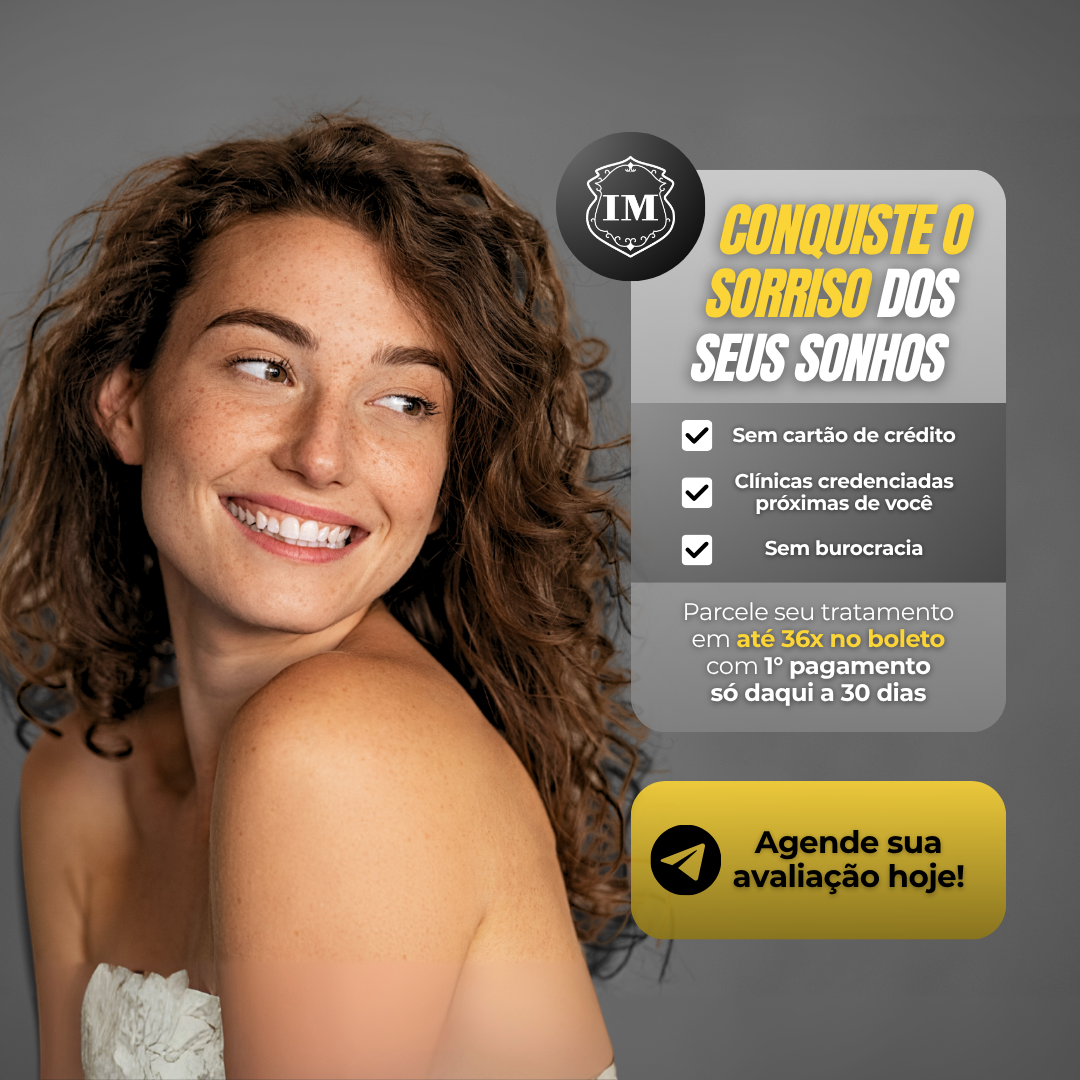 IM
CONQUISTE O
SORRISO DOS
SEUS SONHOS
Sem cartão de crédito
Clínicas credenciadas
próximas de você
Sem burocracia
Parcele seu tratamento
em até 36x no boleto
com 1º pagamento
só daqui a 30 dias
Agende sua
avaliação hoje!